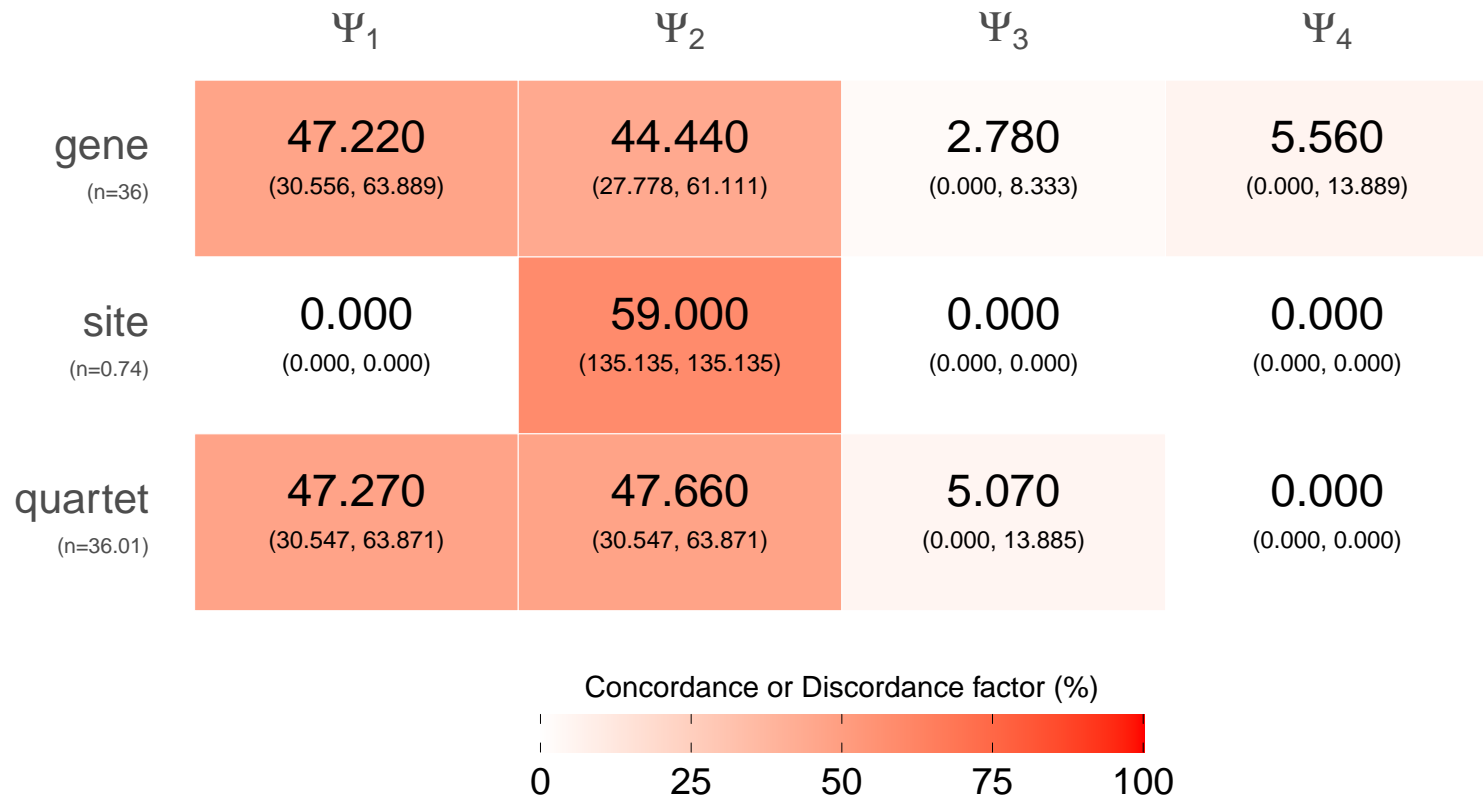 Ψ1 Ψ2 Ψ3 Ψ4
gene 47.220 44.440 2.780 5.560
(n=36) (30.556, 63.889) (27.778, 61.111) (0.000, 8.333) (0.000, 13.889)
site 0.000 59.000 0.000 0.000
(n=0.74) (0.000, 0.000) (135.135, 135.135) (0.000, 0.000) (0.000, 0.000)
quartet 47.270 47.660 5.070 0.000
(n=36.01) (30.547, 63.871) (30.547, 63.871) (0.000, 13.885) (0.000, 0.000)
Concordance or Discordance factor (%)
0 25 50 75 100